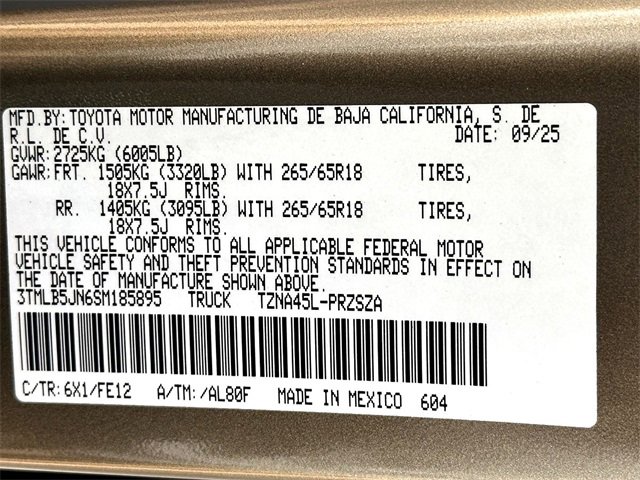 MFD.BY:TOYOTA MOTOR MANUFACTURING DE BAJA CALIFORNIA, S. DE
R.L. DE C.V. DATE: 09/25
GVWR:2725KG (6005LB)
GAWR:FRT. 1505KG (3320LB) WITH 265/65R18 TIRES,
18X7.5J RIMS.
RR. 1405KG (3095LB) WITH 265/65R18 TIRES,
18X7.5J RIMS.
THIS VEHICLE CONFORMS TO ALL APPLICABLE FEDERAL MOTOR
VEHICLE SAFETY AND THEFT PREVENTION STANDARDS IN EFFECT ON
THE DATE OF MANUFACTURE SHOWN ABOVE.
3TMLB5JN6SM185895 TRUCK TZNA45L-PRZSZA
C/TR:6X1/FE12 A/TM:/AL80F MADE IN MEXICO 604